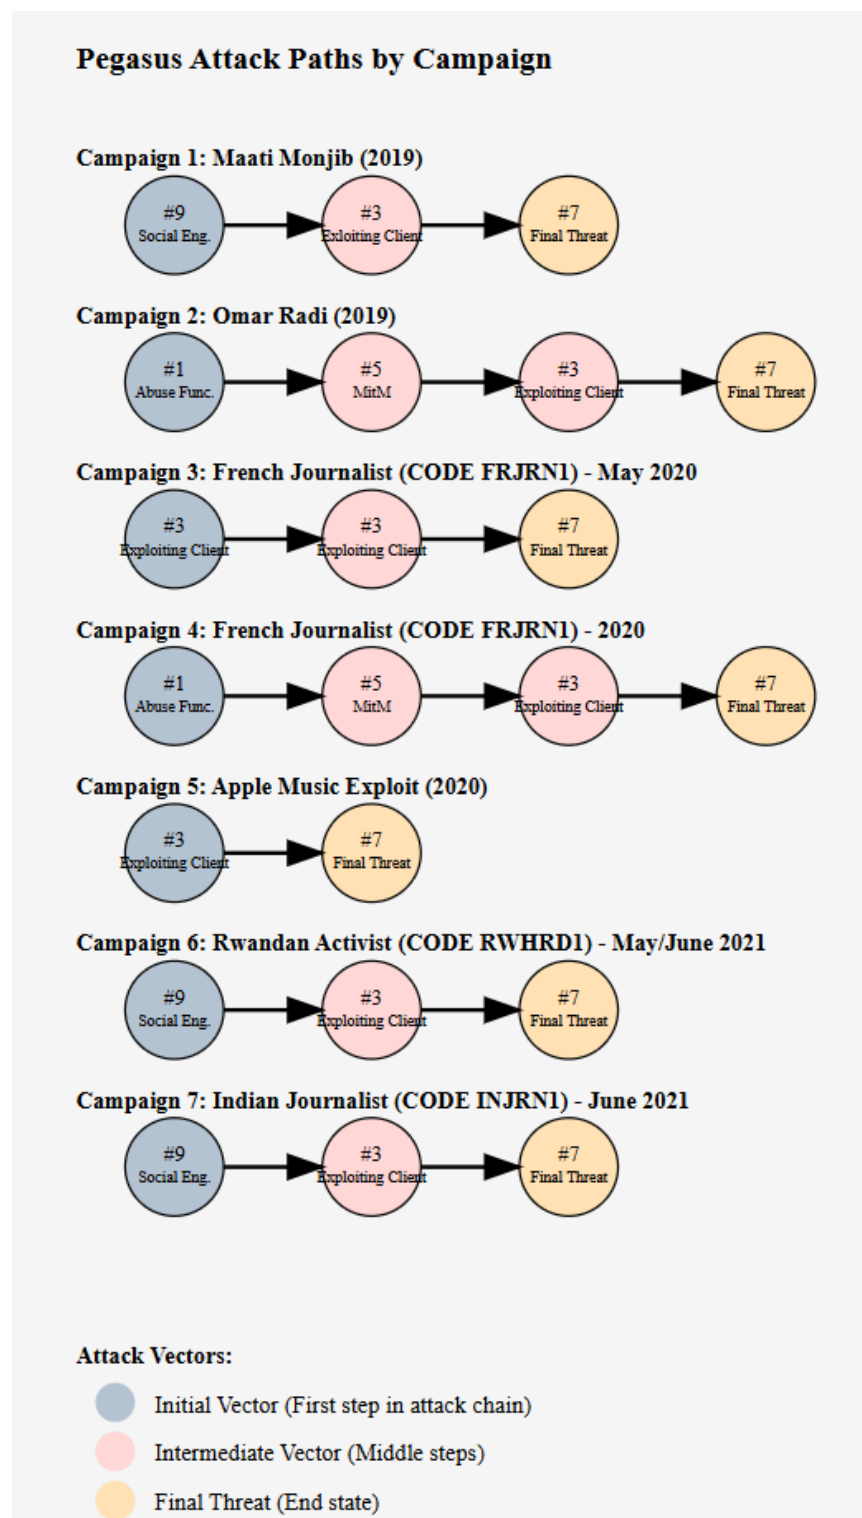 Pegasus Attack Paths by Campaign
Campaign 1: Maati Monjib (2019)
#9
Social Eng.
#3
Exloiting Client
#7
Final Threat
Campaign 2: Omar Radi (2019)
#1
Abuse Func.
#5
MitM
#3
Exploiting Client
#7
Final Threat
Campaign 3: French Journalist (CODE FRJRN1) - May 2020
#3
Exploiting Client
#3
Exploiting Client
#7
Final Threat
Campaign 4: French Journalist (CODE FRJRN1) - 2020
#1
Abuse Func.
#5
MitM
#3
Exploiting Client
#7
Final Threat
Campaign 5: Apple Music Exploit (2020)
#3
Exploiting Client
#7
Final Threat
Campaign 6: Rwandan Activist (CODE RWHRD1) - May/June 2021
#9
Social Eng.
#3
Exploiting Client
#7
Final Threat
Campaign 7: Indian Journalist (CODE INJRN1) - June 2021
#9
Social Eng.
#3
Exploiting Client
#7
Final Threat
Attack Vectors:
Initial Vector (First step in attack chain)
Intermediate Vector (Middle steps)
Final Threat (End state)